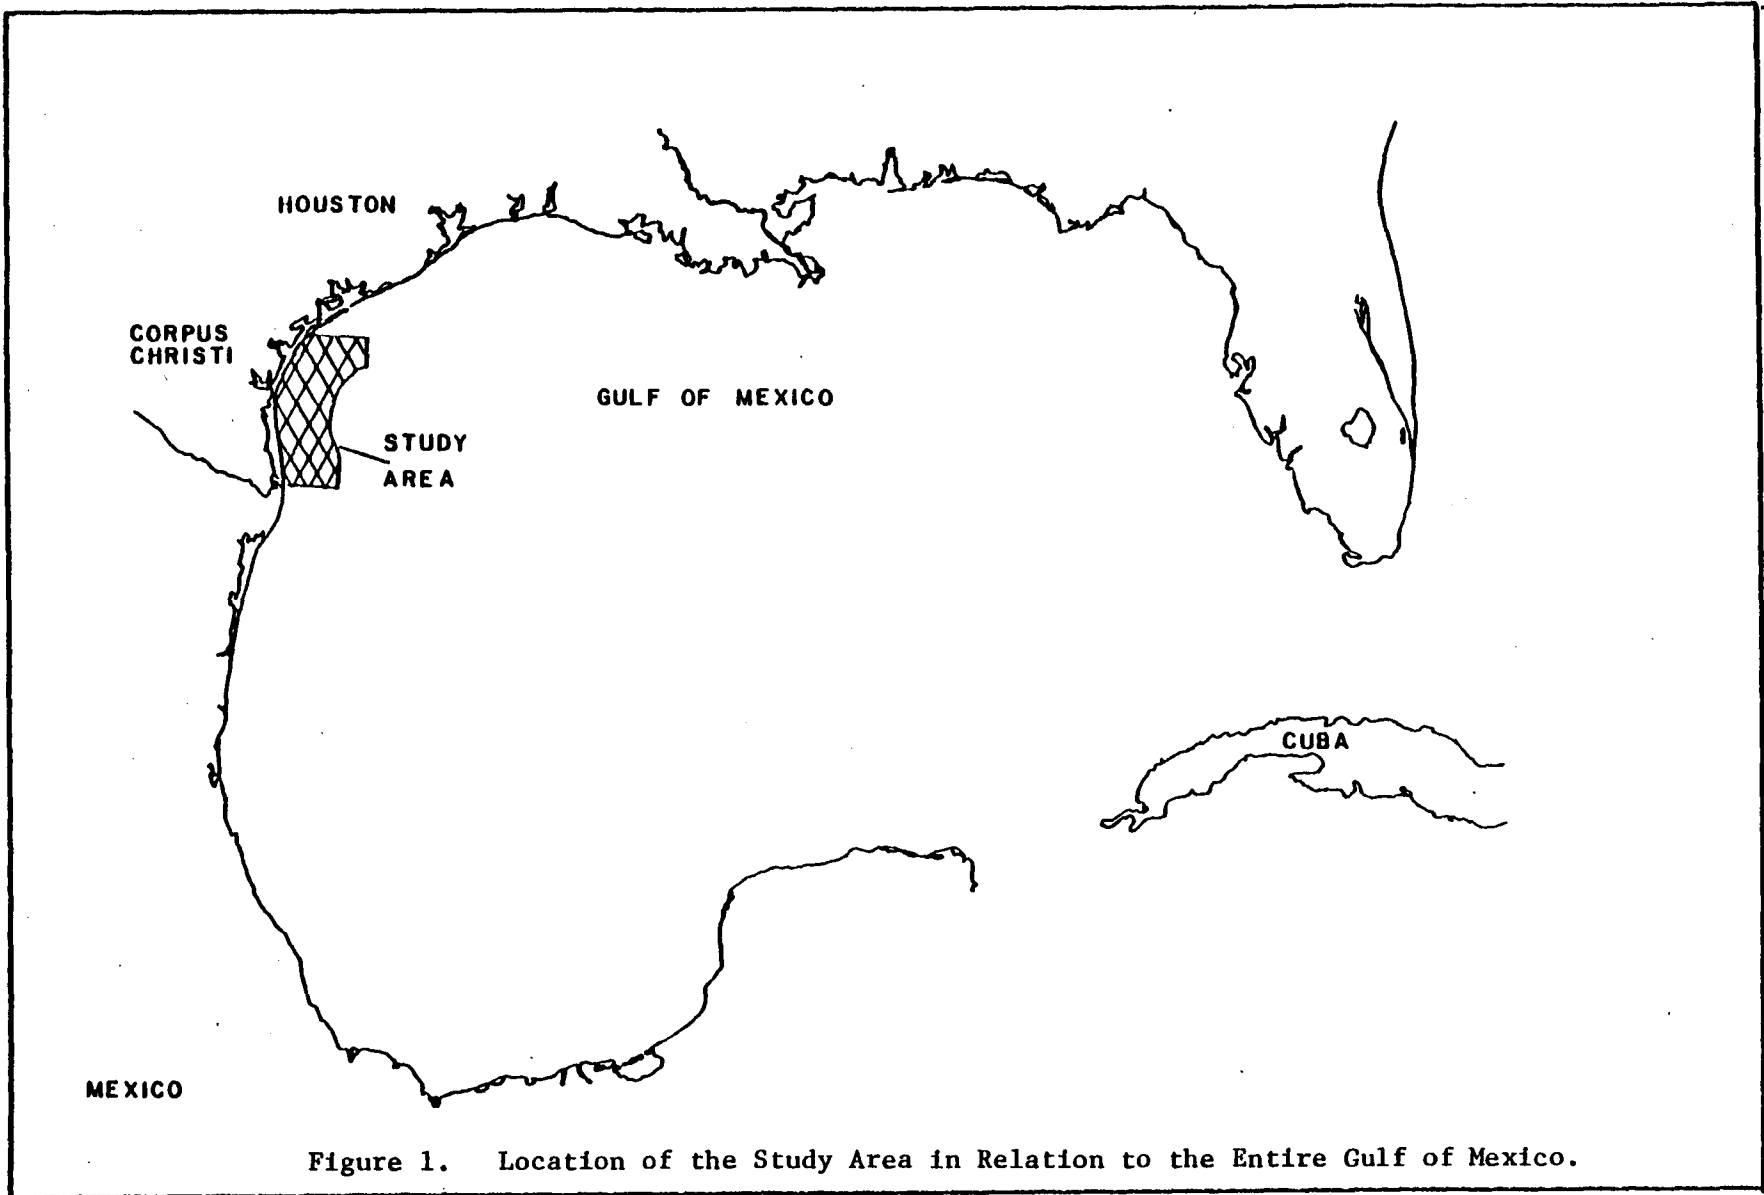 HOUSTON
CORPUS
CHRISTI
GULF OF MEXICO
STUDY
AREA
CUBA
MEXICO
Figure 1. Location of the Study Area in Relation to the Entire Gulf of Mexico.